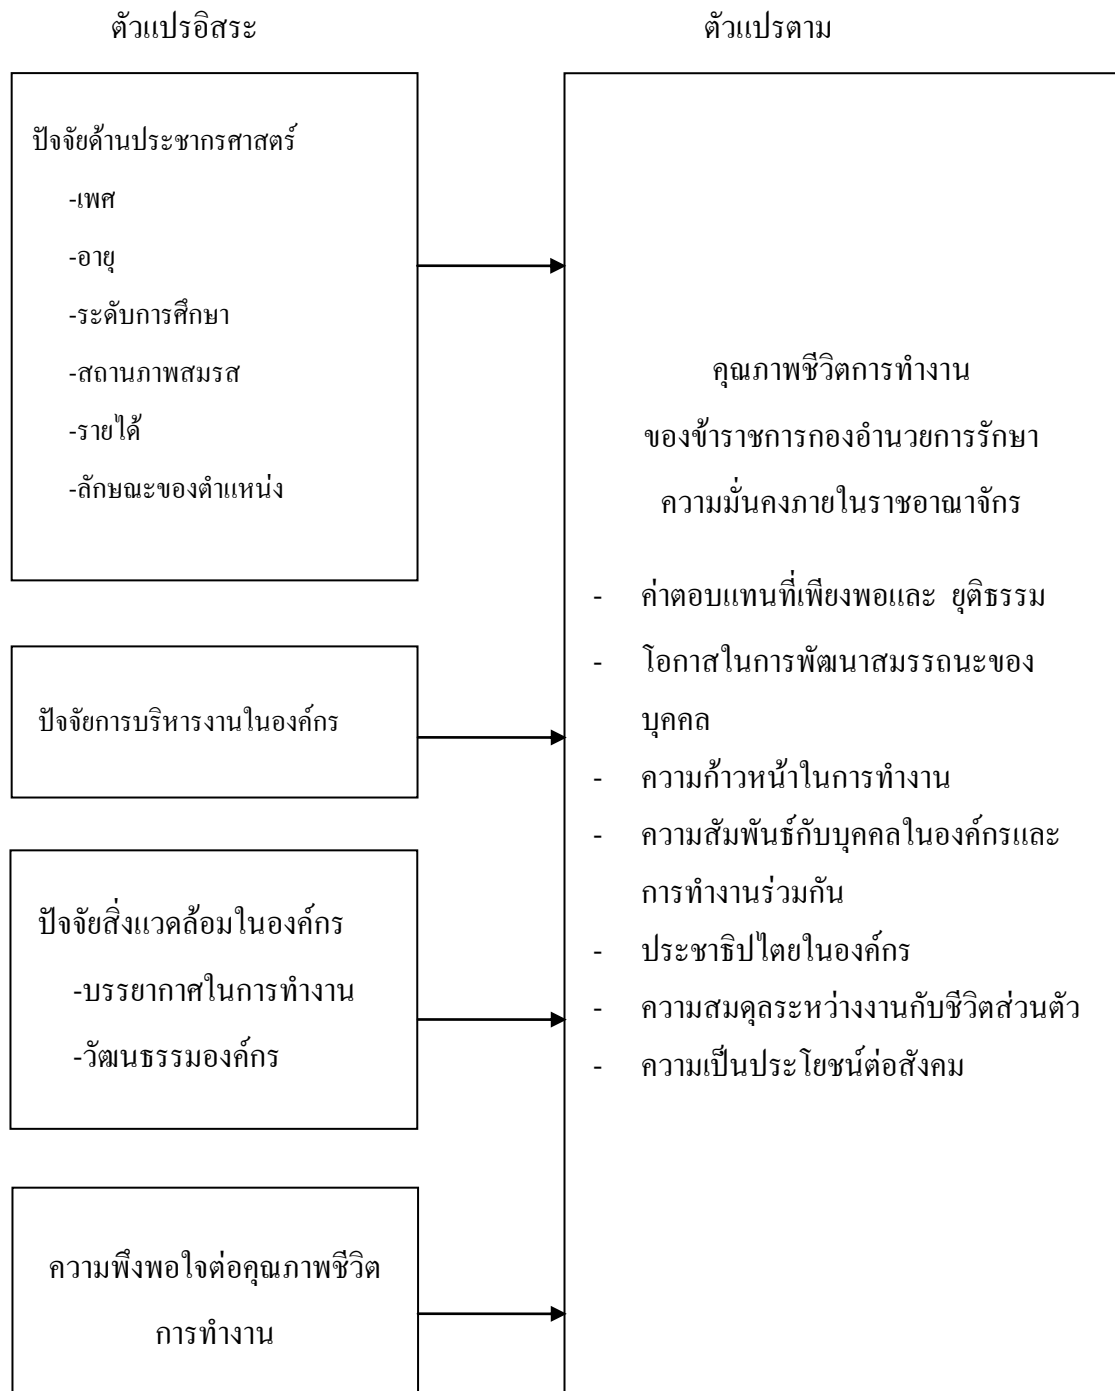 ตัวแปรอิสระ
ตัวแปรตาม
ปัจจัยด้านประชากรศาสตร์
-เพศ
-อายุ
-ระดับการศึกษา
-สถานภาพสมรส
-รายได้
-ลักษณะของตำแหน่ง
ปัจจัยการบริหารงานในองค์กร
ปัจจัยสิ่งแวดล้อมในองค์กร
-บรรยากาศในการทำงาน
-วัฒนธรรมองค์กร
ความพึงพอใจต่อคุณภาพชีวิต
การทำงาน
คุณภาพชีวิตการทำงาน
ของข้าราชการกองอำนวยการรักษา
ความมั่นคงภายในราชอาณาจักร
- ค่าตอบแทนที่เพียงพอและ ยุติธรรม
- โอกาสในการพัฒนาสมรรถนะของ
บุคคล
- ความก้าวหน้าในการทำงาน
- ความสัมพันธ์กับบุคคลในองค์กรและ
การทำงานร่วมกัน
- ประชาธิปไตยในองค์กร
- ความสมดุลระหว่างงานกับชีวิตส่วนตัว
- ความเป็นประโยชน์ต่อสังคม